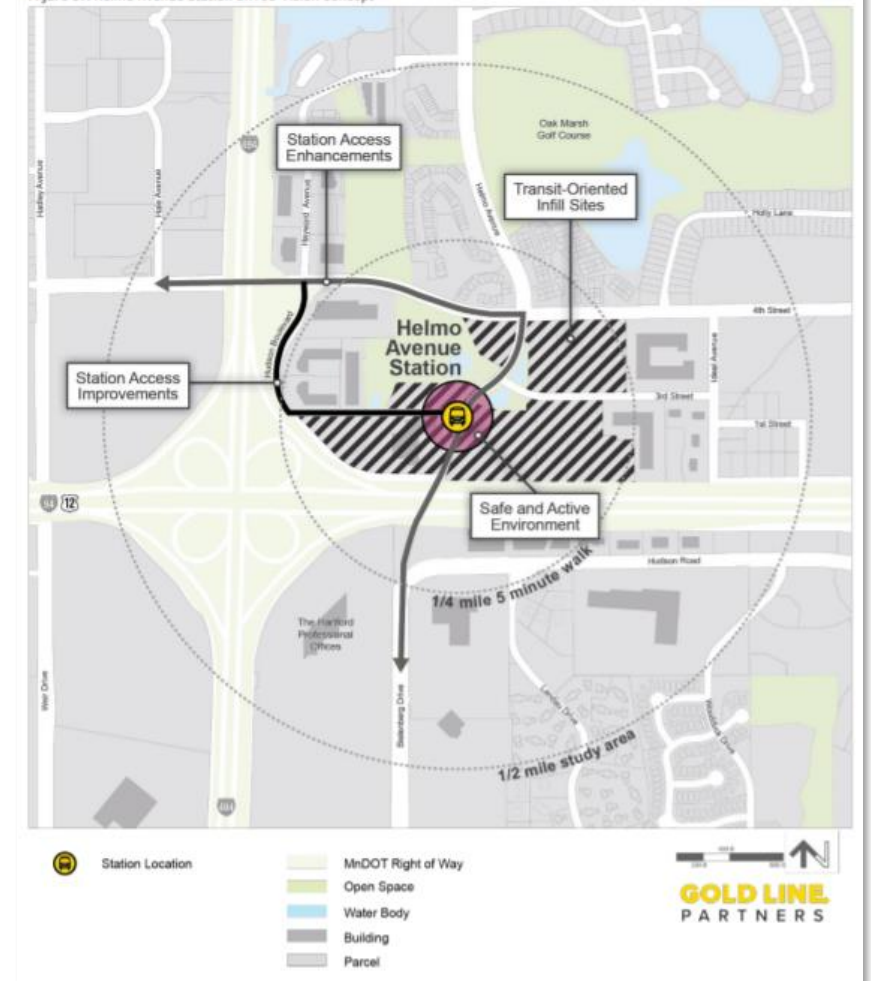 Station Access
Enhancements
Oak Marsh
Golf Course
Transit-Oriented
Infill Sites
Hadley Avenue
Hale Avenue
Hayward Avenue
Helmo Avenue
Holly Lane
4th Street
Helmo
Avenue
Station
Hudson Boulevard
Ideal Avenue
Station Access
Improvements
3rd Street
1st Street
94 12
Safe and Active
Environment
Hudson Road
1/4 mile 5 minute walk
The Hartford
Professional
Offices
Weir Drive
Bielenberg Drive
Woodduck Drive
1/2 mile study area
Station Location
MnDOT Right of Way
Open Space
Water Body
Building
Parcel
N
GOLD LINE
PARTNERS